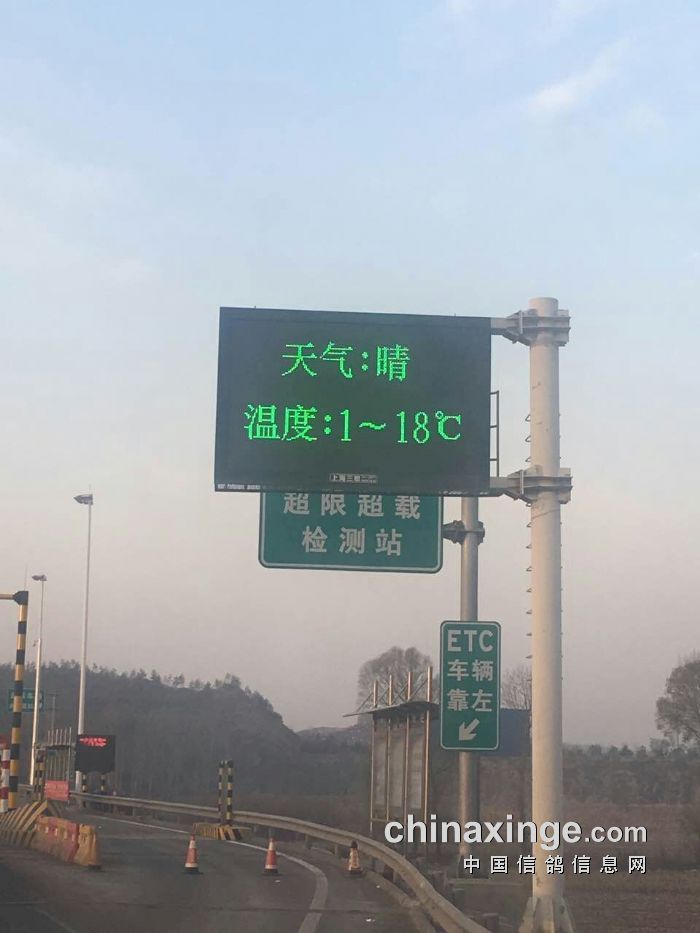 天气:晴
温度:1～18℃
超限超载
检测站
ETC
车辆
靠左
chinaxinge.com
中国信鸽信息网